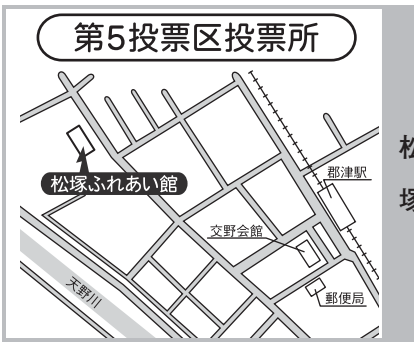 第5投票区投票所
松塚ふれあい館
郡津駅
交野会館
郵便局
天野川
松
塚